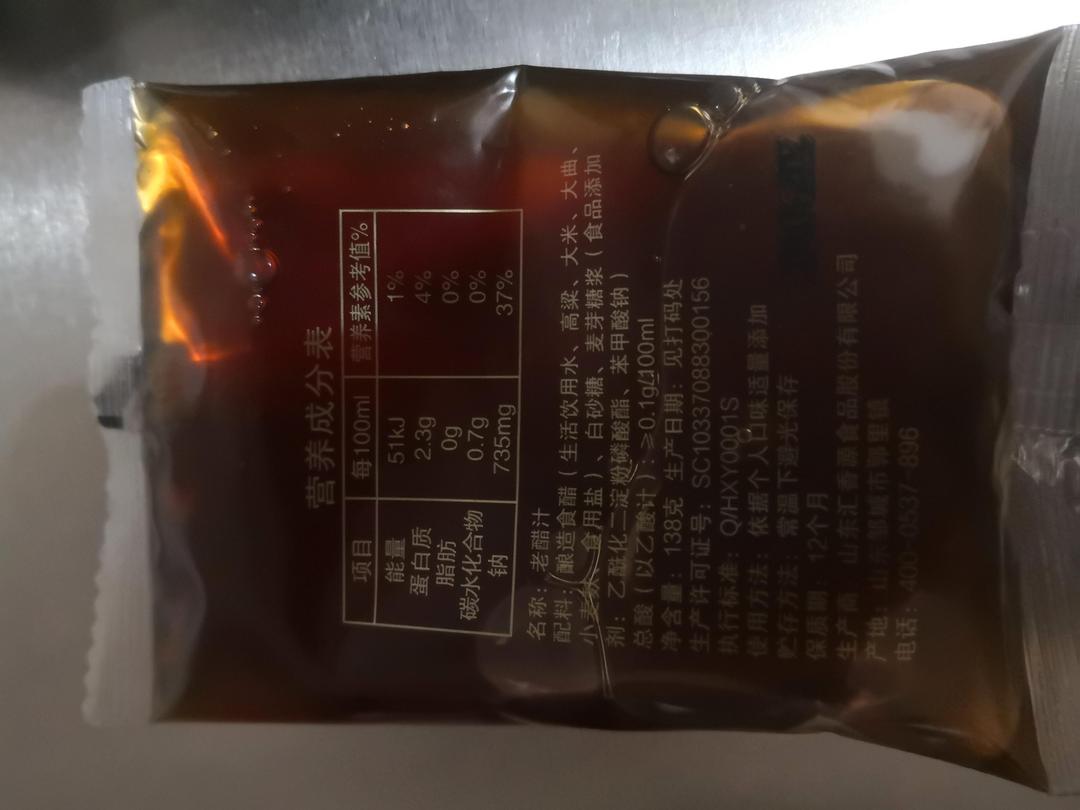 营养成分表
项目 每100ml 营养素参考值%
能量 51kJ 1%
蛋白质 2.3g 4%
脂肪 0g 0%
碳水化合物 0.7g 0%
钠 735mg 37%
名称：老醋汁
配料：酿造食醋（生活饮用水、高粱、大米、大曲、
小麦麸、食用盐）、白砂糖、麦芽糖浆（食品添加
剂：乙酰化二淀粉磷酸酯、苯甲酸钠）
总酸（以乙酸计）：≥0.1g/100ml
净含量：138克 生产日期：见打码处
生产许可证号：SC10337088300156
执行标准：Q/HXY0001S
使用方法：依据个人口味适量添加
贮存方法：常温下避光保存
保质期：12个月
生产商：山东汇香源食品股份有限公司
产地：山东邹城市鄂里镇
电话：400-0537-896